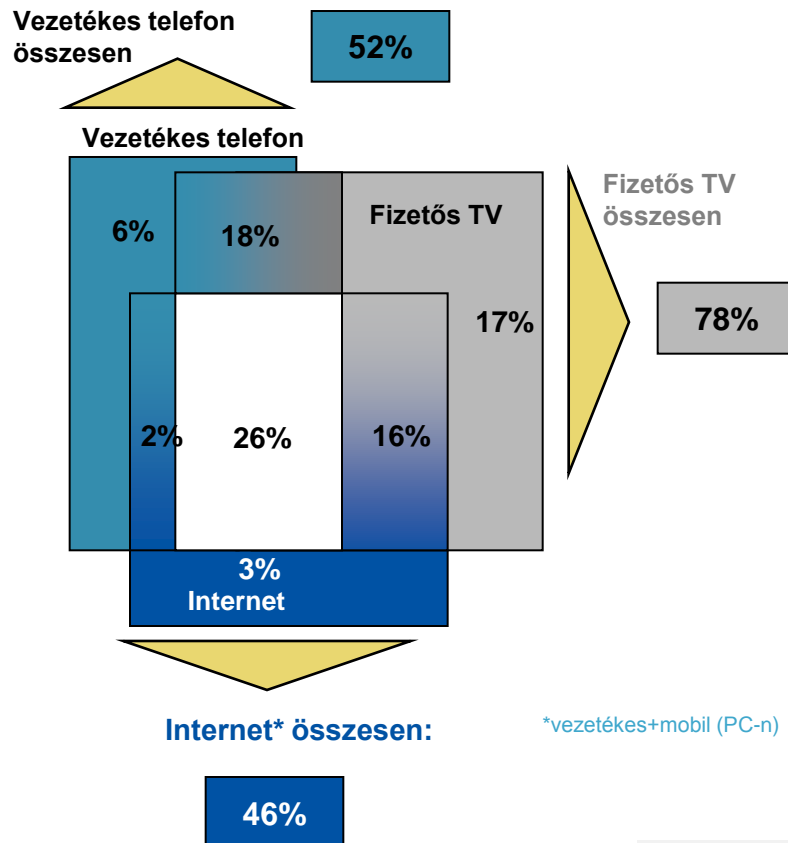 Vezetékes telefon
összesen
52%
Vezetékes telefon
6%
18%
Fizetős TV
Fizetős TV
összesen
17%
78%
2%
26%
16%
3%
Internet
Internet* összesen:
*vezetékes+mobil (PC-n)
46%